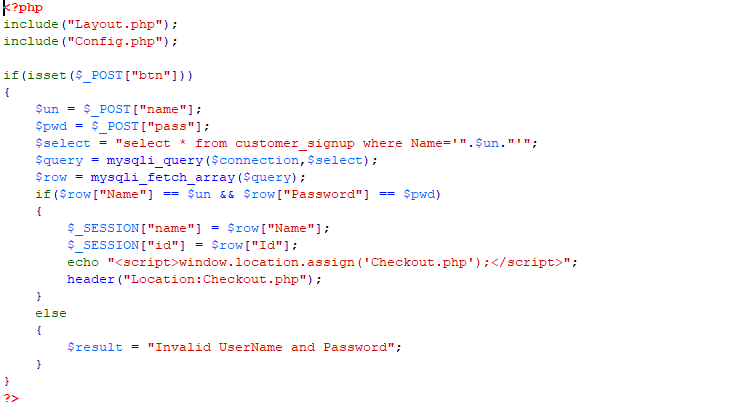 <?php
include("Layout.php");
include("Config.php");
if(isset($_POST["btn"]))
{
$un = $_POST["name"];
$pwd = $_POST["pass"];
$select = "select * from customer_signup where Name='".$un."'";
$query = mysqli_query($connection,$select);
$row = mysqli_fetch_array($query);
if($row["Name"] == $un && $row["Password"] == $pwd)
{
$_SESSION["name"] = $row["Name"];
$_SESSION["id"] = $row["Id"];
echo "<script>window.location.assign('Checkout.php');</script>";
header("Location:Checkout.php");
}
else
{
$result = "Invalid UserName and Password";
}
}
?>